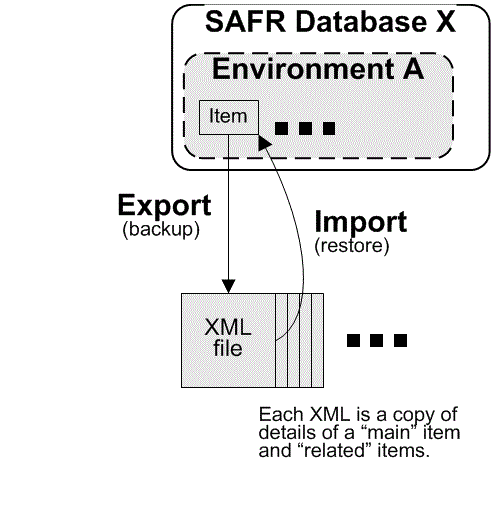 SAFR Database X
Environment A
Item
Export
(backup)
Import
(restore)
XML
file
Each XML is a copy of
details of a “main” item
and “related” items.